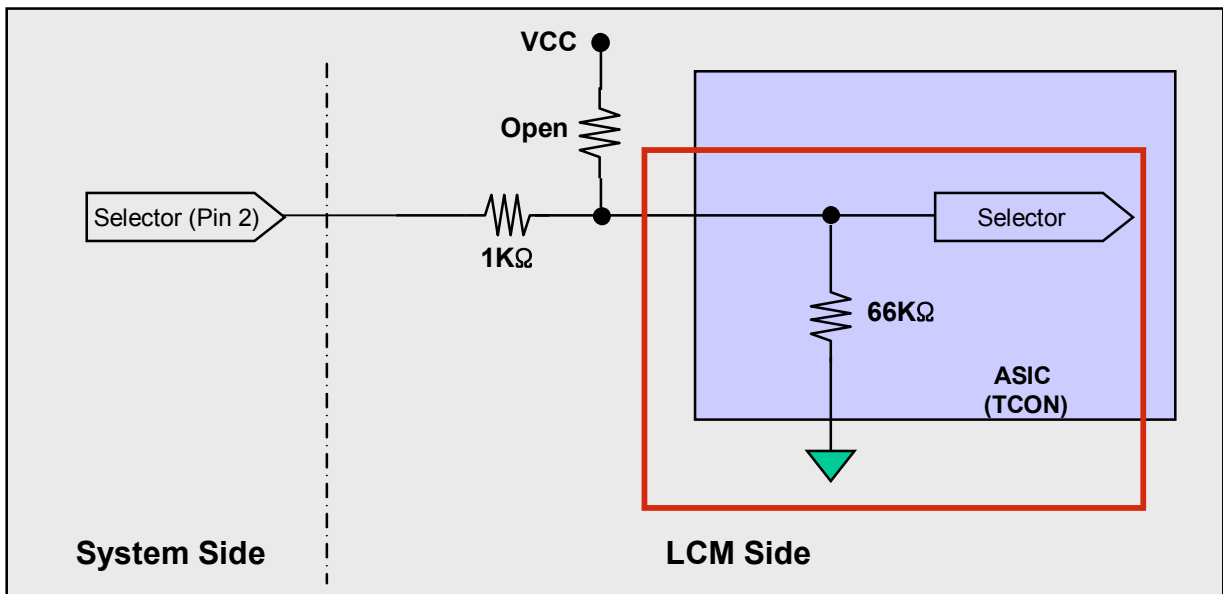 VCC
Open
Selector (Pin 2)
Selector
1KΩ
66KΩ
ASIC
(TCON)
System Side
LCM Side